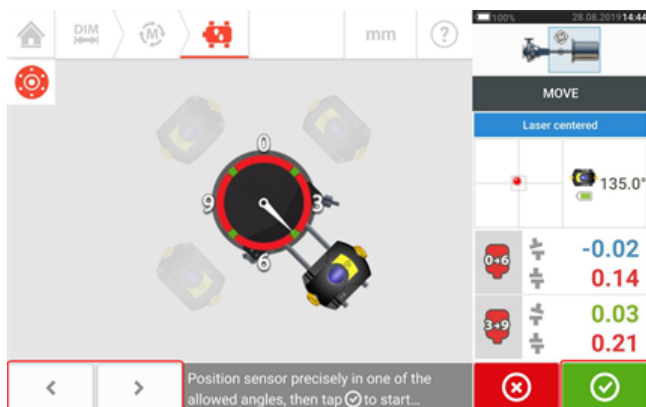 DIM
M
mm
?
100%
28.08.2019 14:44
MOVE
Laser centered
135.0°
0
9
3
6
0+6
-0.02
0.14
3+9
0.03
0.21
Position sensor precisely in one of the
allowed angles, then tap to start...